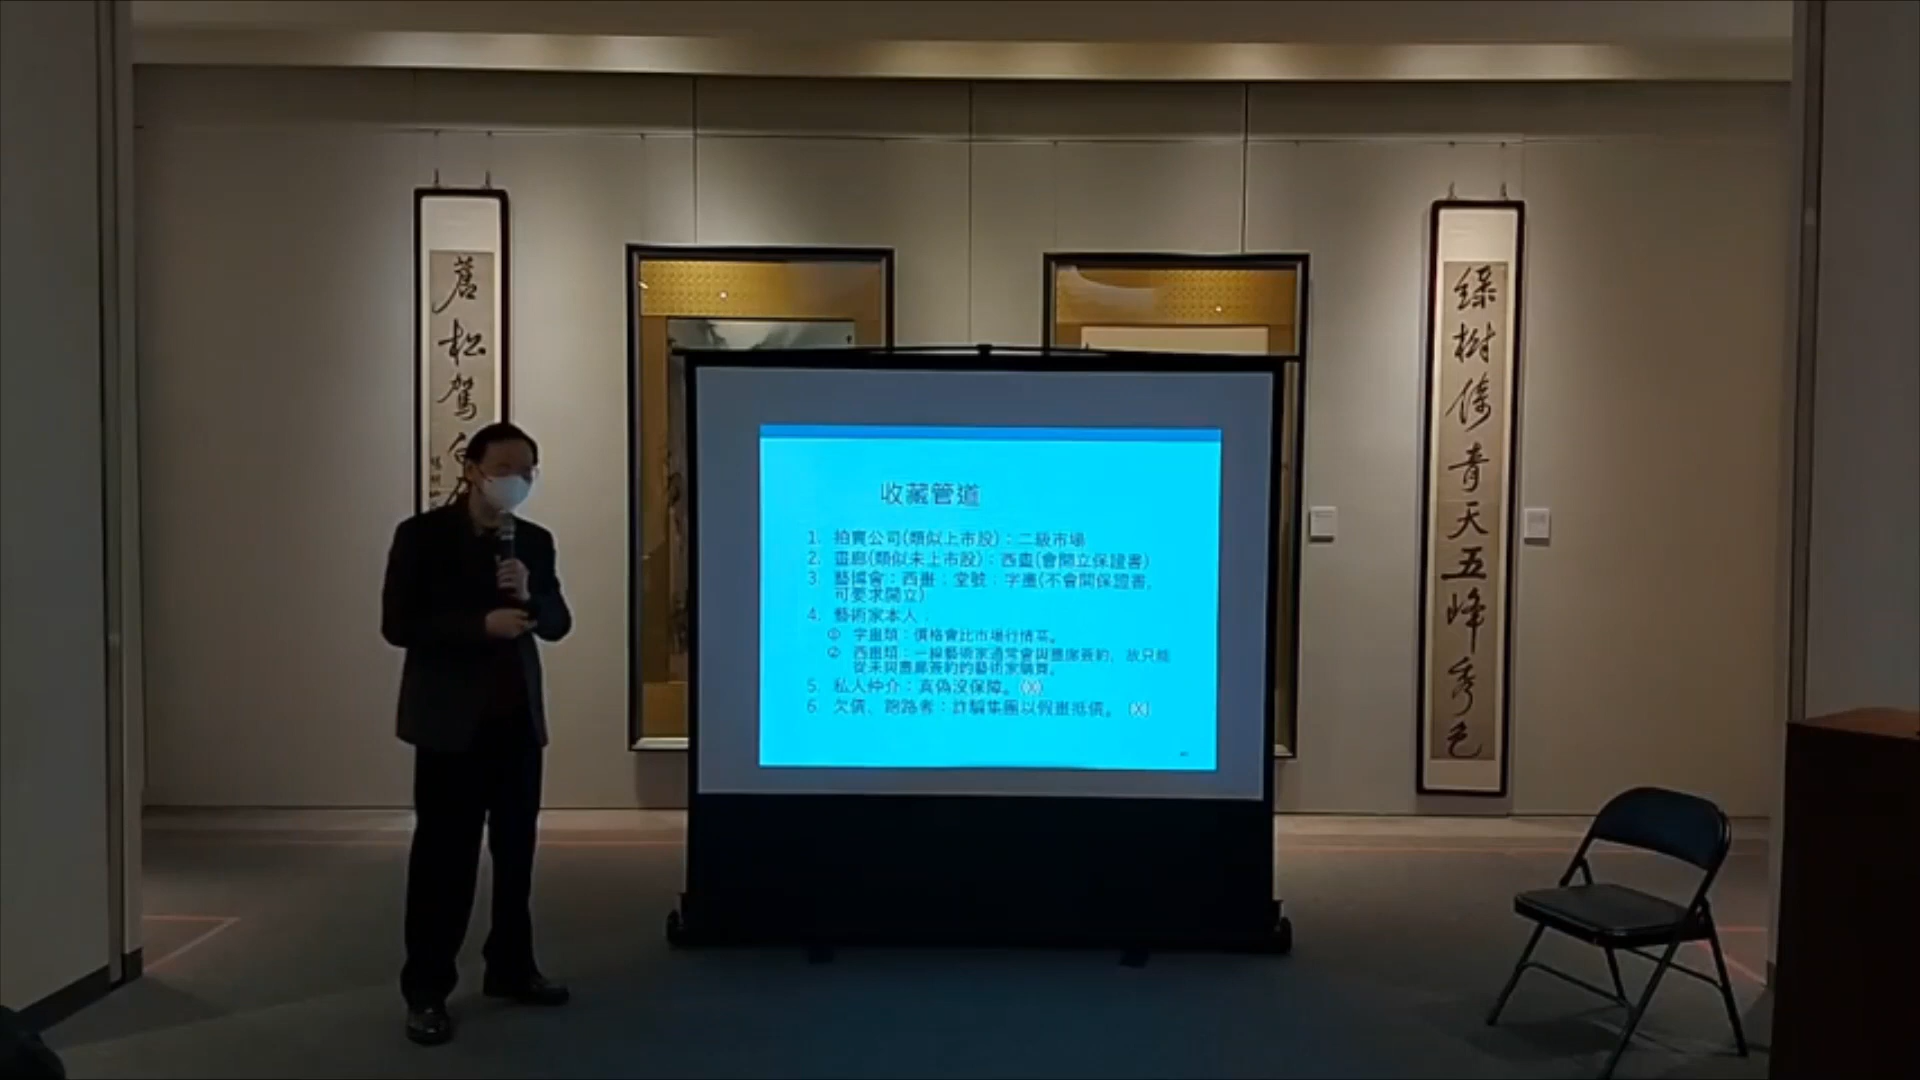 舊松駕白
綠樹倚青天五峰秀色
收藏管道
1. 拍賣公司(類似上市股)：二級市場
2. 畫廊(類似未上市股)：西畫(會開立保證書)
3. 藝博會：西畫；堂號：字畫(不會開保證書，
可要求開立)
4. 藝術家本人：
① 字畫類：價格會比市場行情高。
② 西畫類：一線藝術家通常會與畫廊簽約，故只能
從未與畫廊簽約的藝術家購買。
5. 私人仲介：真偽沒保障。(X)
6. 欠債、跑路者：詐騙集團以假畫抵債。(X)